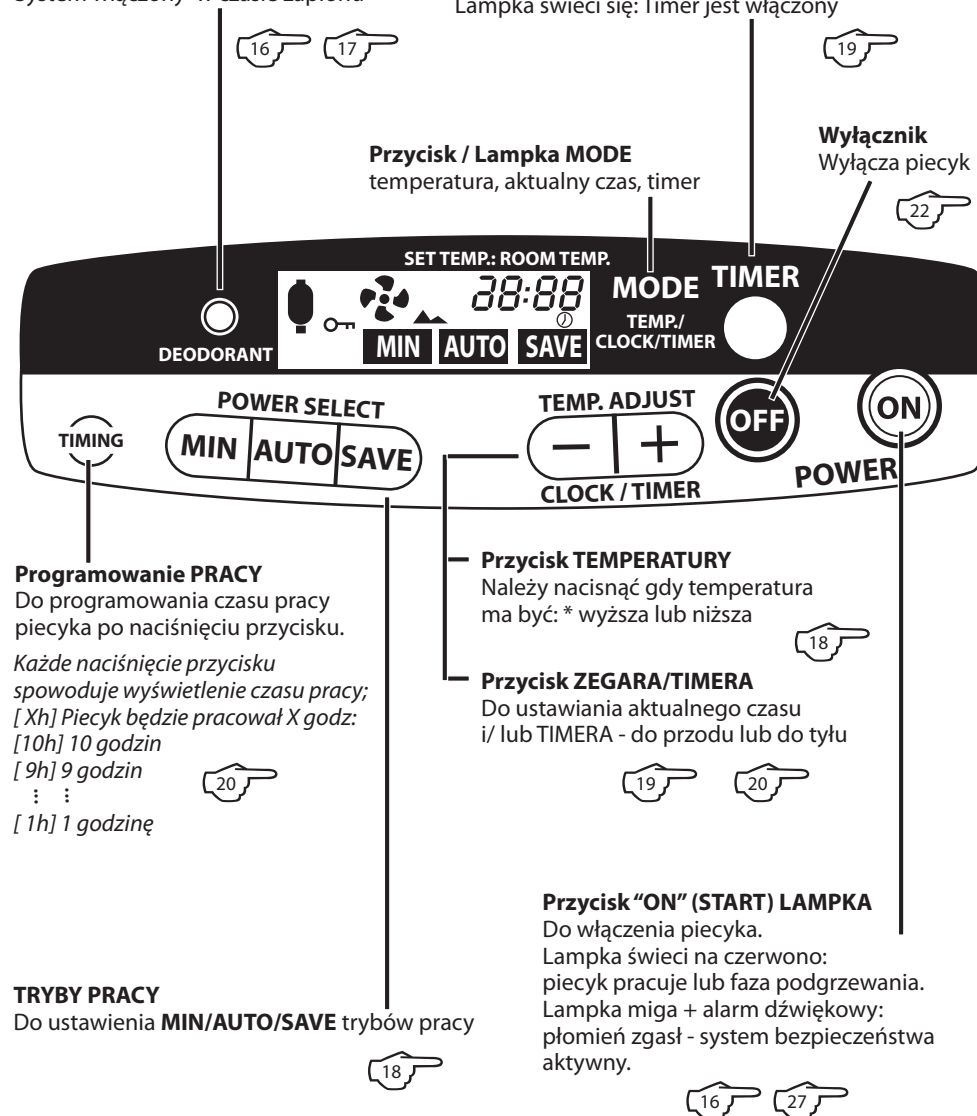 Lampka świeci się: Timer jest włączony
16
17
19
Wyłącznik
Wyłącza piecyk
22
Przycisk / Lampka MODE
temperatura, aktualny czas, timer
SET TEMP.: ROOM TEMP.
88:88
MIN AUTO SAVE
MODE
TEMP./
CLOCK/TIMER
TIMER
DEODORANT
TIMING
POWER SELECT
MIN AUTO SAVE
TEMP. ADJUST
− +
CLOCK / TIMER
OFF
ON
POWER
Programowanie PRACY
Do programowania czasu pracy
piecyka po naciśnięciu przycisku.
Każde naciśnięcie przycisku
spowoduje wyświetlenie czasu pracy;
[ Xh] Piecyk będzie pracował X godz:
[10h] 10 godzin
[ 9h] 9 godzin
⋮ ⋮
[ 1h] 1 godzinę
20
Przycisk TEMPERATURY
Należy nacisnąć gdy temperatura
ma być: * wyższa lub niższa
18
Przycisk ZEGARA/TIMERA
Do ustawiania aktualnego czasu
i/ lub TIMERA - do przodu lub do tyłu
19
20
TRYBY PRACY
Do ustawienia MIN/AUTO/SAVE trybów pracy
18
Przycisk “ON” (START) LAMPKA
Do włączenia piecyka.
Lampka świeci na czerwono:
piecyk pracuje lub faza podgrzewania.
Lampka miga + alarm dźwiękowy:
płomień zgasł - system bezpieczeństwa
aktywny.
16
27